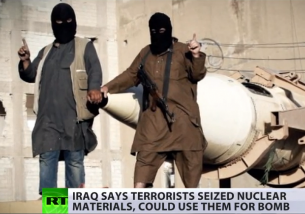 RT
IRAQ SAYS TERRORISTS SEIZED NUCLEAR
MATERIALS, COULD USE THEM FOR BOMB